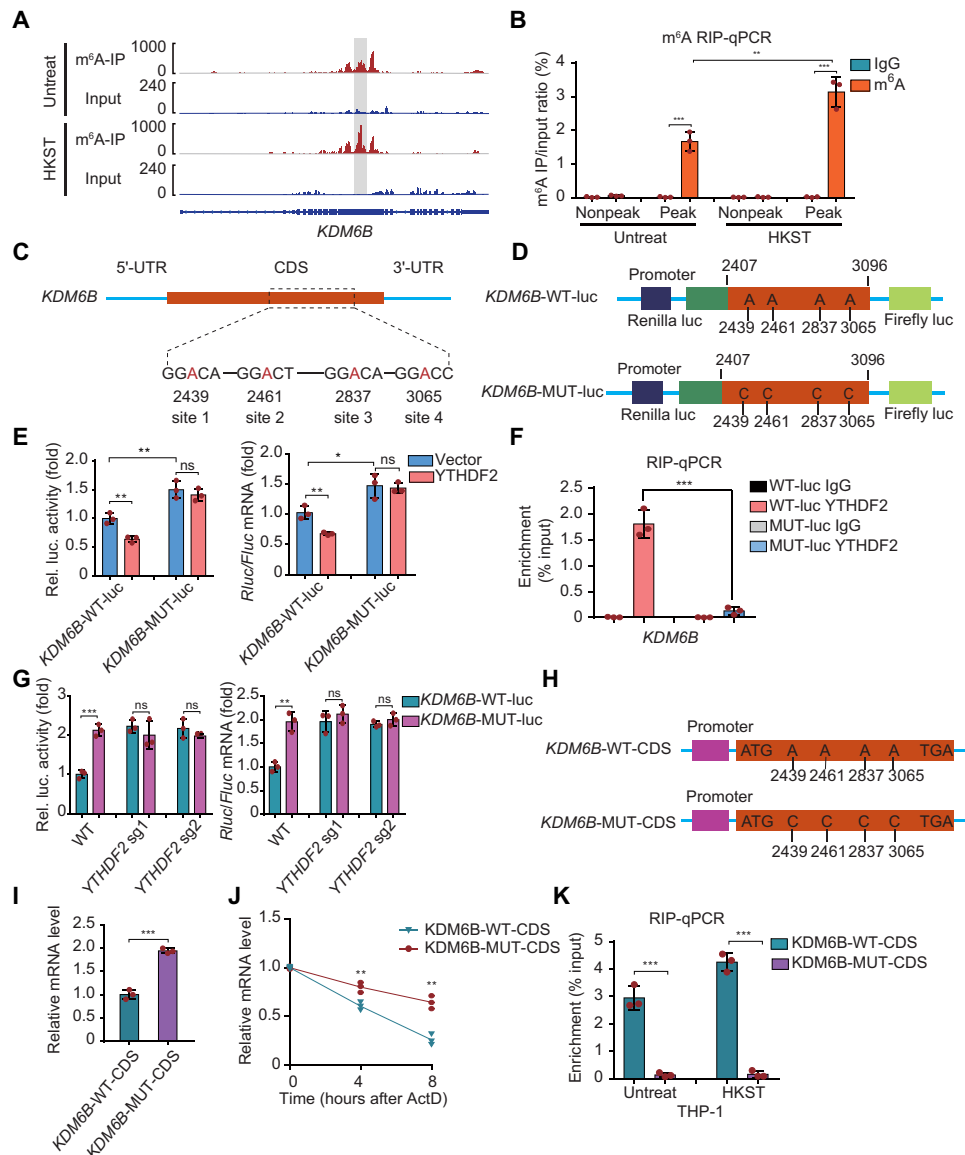 A
Untreat
m⁶A-IP
1000
0
Input
240
0
HKST
m⁶A-IP
1000
0
Input
240
0
KDM6B
B
m⁶A RIP-qPCR
m⁶A IP/input ratio (%)
6
5
4
3
2
1
0
***
**
***
IgG
m⁶A
Nonpeak Peak Nonpeak Peak
Untreat HKST
C
5'-UTR CDS 3'-UTR
KDM6B
GGACA GGACT GGACA GGACC
2439 2461 2837 3065
site 1 site 2 site 3 site 4
D
Promoter 2407 3096
KDM6B-WT-luc
A A A A
Renilla luc 2439 2461 2837 3065 Firefly luc
Promoter 2407 3096
KDM6B-MUT-luc
C C C C
Renilla luc 2439 2461 2837 3065 Firefly luc
E
Rel. luc. activity (fold)
2.0
1.5
1.0
0.5
0
** ** ns
Vector
YTHDF2
KDM6B-WT-luc
KDM6B-MUT-luc
Rluc/Fluc mRNA (fold)
2.0
1.5
1.0
0.5
0
* ** ns
KDM6B-WT-luc
KDM6B-MUT-luc
F
RIP-qPCR
Enrichment
(% input)
2.5
2.0
1.5
1.0
0.5
0
***
WT-luc IgG
WT-luc YTHDF2
MUT-luc IgG
MUT-luc YTHDF2
KDM6B
G
Rel. luc. activity (fold)
3
2
1
0
*** ns ns
WT
YTHDF2 sg1
YTHDF2 sg2
Rluc/Fluc mRNA (fold)
2.5
2.0
1.5
1.0
0.5
0
** ns ns
KDM6B-WT-luc
KDM6B-MUT-luc
WT
YTHDF2 sg1
YTHDF2 sg2
H
Promoter
KDM6B-WT-CDS
ATG A A A A TGA
2439 2461 2837 3065
Promoter
KDM6B-MUT-CDS
ATG C C C C TGA
2439 2461 2837 3065
I
Relative mRNA level
2.5
2.0
1.5
1.0
0.5
0
***
KDM6B-WT-CDS
KDM6B-MUT-CDS
J
Relative mRNA level
1.5
1.0
0.5
0
KDM6B-WT-CDS
KDM6B-MUT-CDS
** **
0 4 8
Time (hours after ActD)
K
RIP-qPCR
Enrichment (% input)
5
4
3
2
1
0
*** ***
KDM6B-WT-CDS
KDM6B-MUT-CDS
Untreat HKST
THP-1